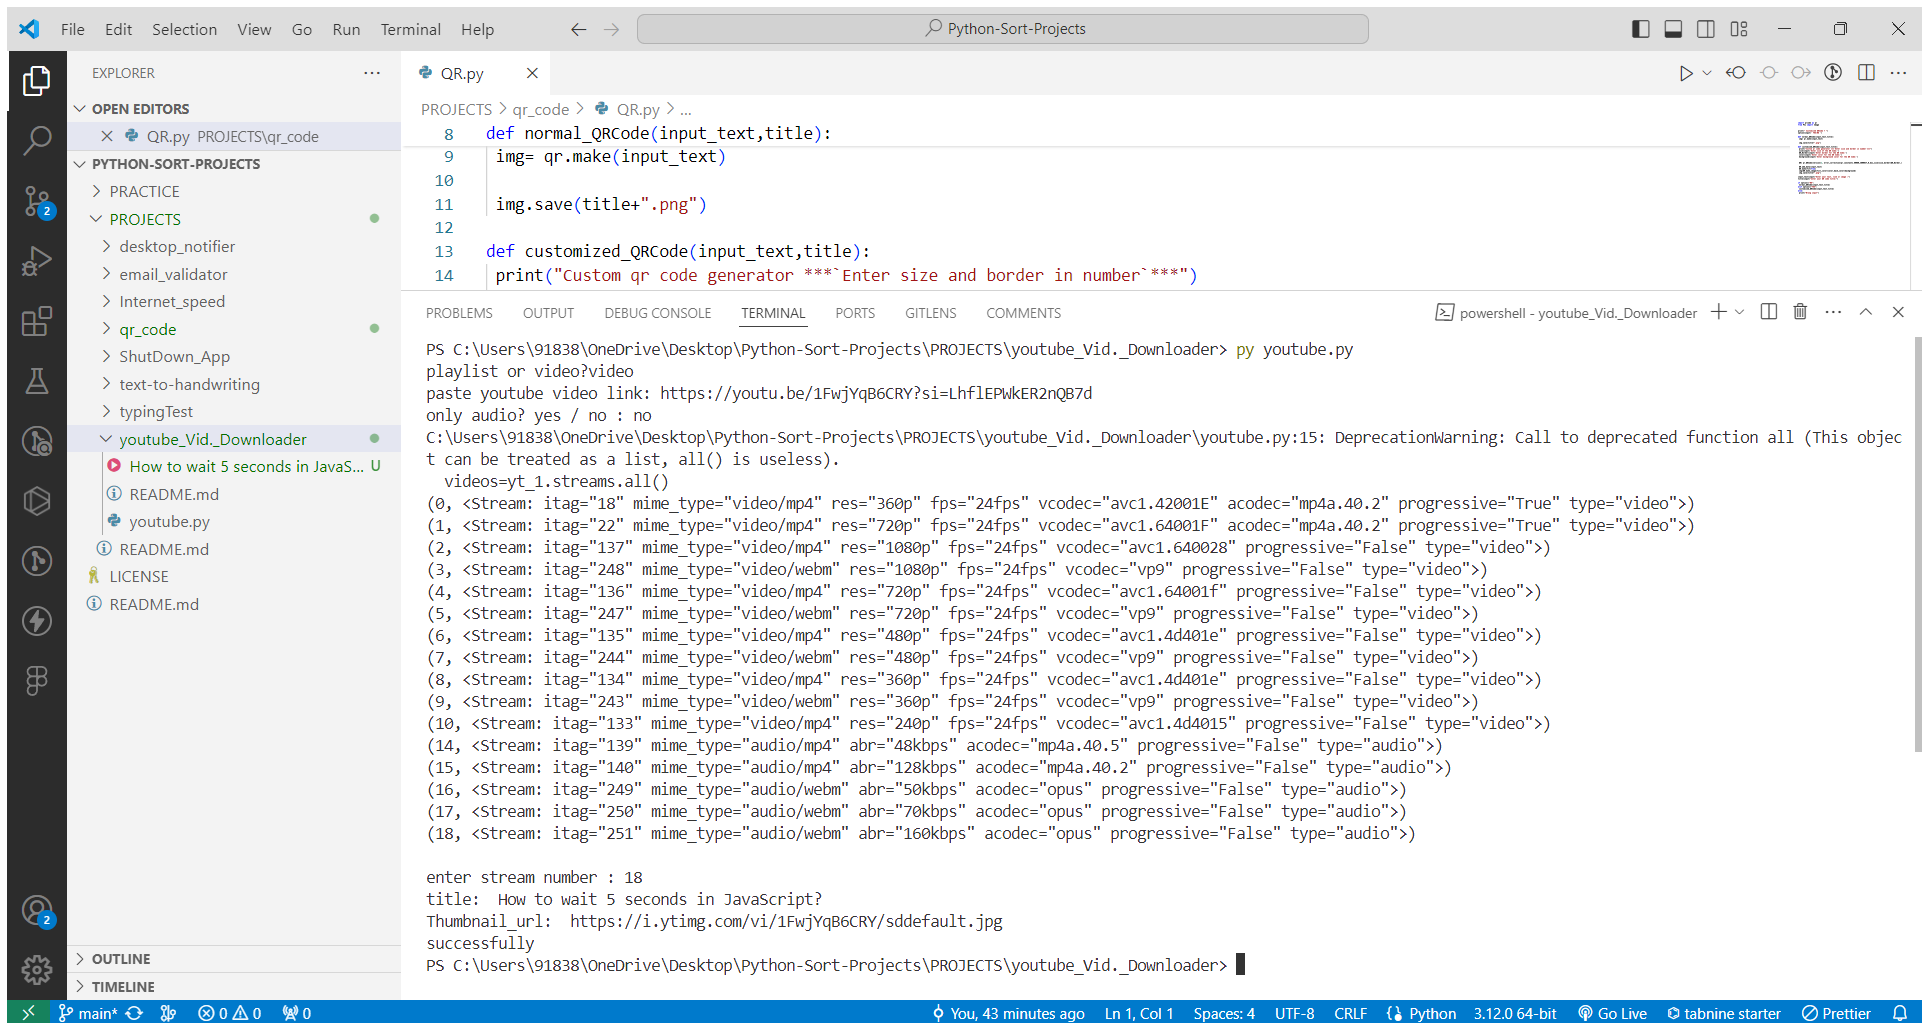 File Edit Selection View Go Run Terminal Help
Python-Sort-Projects
EXPLORER
OPEN EDITORS
QR.py PROJECTS\qr_code
PYTHON-SORT-PROJECTS
PRACTICE
PROJECTS
desktop_notifier
email_validator
Internet_speed
qr_code
ShutDown_App
text-to-handwriting
typingTest
youtube_Vid._Downloader
How to wait 5 seconds in JavaS... U
README.md
youtube.py
README.md
LICENSE
README.md
OUTLINE
TIMELINE
2
2
QR.py
PROJECTS > qr_code > QR.py > ...
8 def normal_QRCode(input_text,title):
9 img= qr.make(input_text)
10
11 img.save(title+".png")
12
13 def customized_QRCode(input_text,title):
14 print("Custom qr code generator ***`Enter size and border in number`***")
PROBLEMS OUTPUT DEBUG CONSOLE TERMINAL PORTS GITLENS COMMENTS
powershell - youtube_Vid._Downloader
PS C:\Users\91838\OneDrive\Desktop\Python-Sort-Projects\PROJECTS\youtube_Vid._Downloader> py youtube.py
playlist or video?video
paste youtube video link: https://youtu.be/1FwjYqB6CRY?si=LhflEPWkER2nQB7d
only audio? yes / no : no
C:\Users\91838\OneDrive\Desktop\Python-Sort-Projects\PROJECTS\youtube_Vid._Downloader\youtube.py:15: DeprecationWarning: Call to deprecated function all (This objec
t can be treated as a list, all() is useless).
videos=yt_1.streams.all()
(0, <Stream: itag="18" mime_type="video/mp4" res="360p" fps="24fps" vcodec="avc1.42001E" acodec="mp4a.40.2" progressive="True" type="video">)
(1, <Stream: itag="22" mime_type="video/mp4" res="720p" fps="24fps" vcodec="avc1.64001F" acodec="mp4a.40.2" progressive="True" type="video">)
(2, <Stream: itag="137" mime_type="video/mp4" res="1080p" fps="24fps" vcodec="avc1.640028" progressive="False" type="video">)
(3, <Stream: itag="248" mime_type="video/webm" res="1080p" fps="24fps" vcodec="vp9" progressive="False" type="video">)
(4, <Stream: itag="136" mime_type="video/mp4" res="720p" fps="24fps" vcodec="avc1.64001f" progressive="False" type="video">)
(5, <Stream: itag="247" mime_type="video/webm" res="720p" fps="24fps" vcodec="vp9" progressive="False" type="video">)
(6, <Stream: itag="135" mime_type="video/mp4" res="480p" fps="24fps" vcodec="avc1.4d401e" progressive="False" type="video">)
(7, <Stream: itag="244" mime_type="video/webm" res="480p" fps="24fps" vcodec="vp9" progressive="False" type="video">)
(8, <Stream: itag="134" mime_type="video/mp4" res="360p" fps="24fps" vcodec="avc1.4d401e" progressive="False" type="video">)
(9, <Stream: itag="243" mime_type="video/webm" res="360p" fps="24fps" vcodec="vp9" progressive="False" type="video">)
(10, <Stream: itag="133" mime_type="video/mp4" res="240p" fps="24fps" vcodec="avc1.4d4015" progressive="False" type="video">)
(14, <Stream: itag="139" mime_type="audio/mp4" abr="48kbps" acodec="mp4a.40.5" progressive="False" type="audio">)
(15, <Stream: itag="140" mime_type="audio/mp4" abr="128kbps" acodec="mp4a.40.2" progressive="False" type="audio">)
(16, <Stream: itag="249" mime_type="audio/webm" abr="50kbps" acodec="opus" progressive="False" type="audio">)
(17, <Stream: itag="250" mime_type="audio/webm" abr="70kbps" acodec="opus" progressive="False" type="audio">)
(18, <Stream: itag="251" mime_type="audio/webm" abr="160kbps" acodec="opus" progressive="False" type="audio">)
enter stream number : 18
title:  How to wait 5 seconds in JavaScript?
Thumbnail_url:  https://i.ytimg.com/vi/1FwjYqB6CRY/sddefault.jpg
successfully
PS C:\Users\91838\OneDrive\Desktop\Python-Sort-Projects\PROJECTS\youtube_Vid._Downloader>
main* 0 0 0 You, 43 minutes ago Ln 1, Col 1 Spaces: 4 UTF-8 CRLF Python 3.12.0 64-bit Go Live tabnine starter Prettier